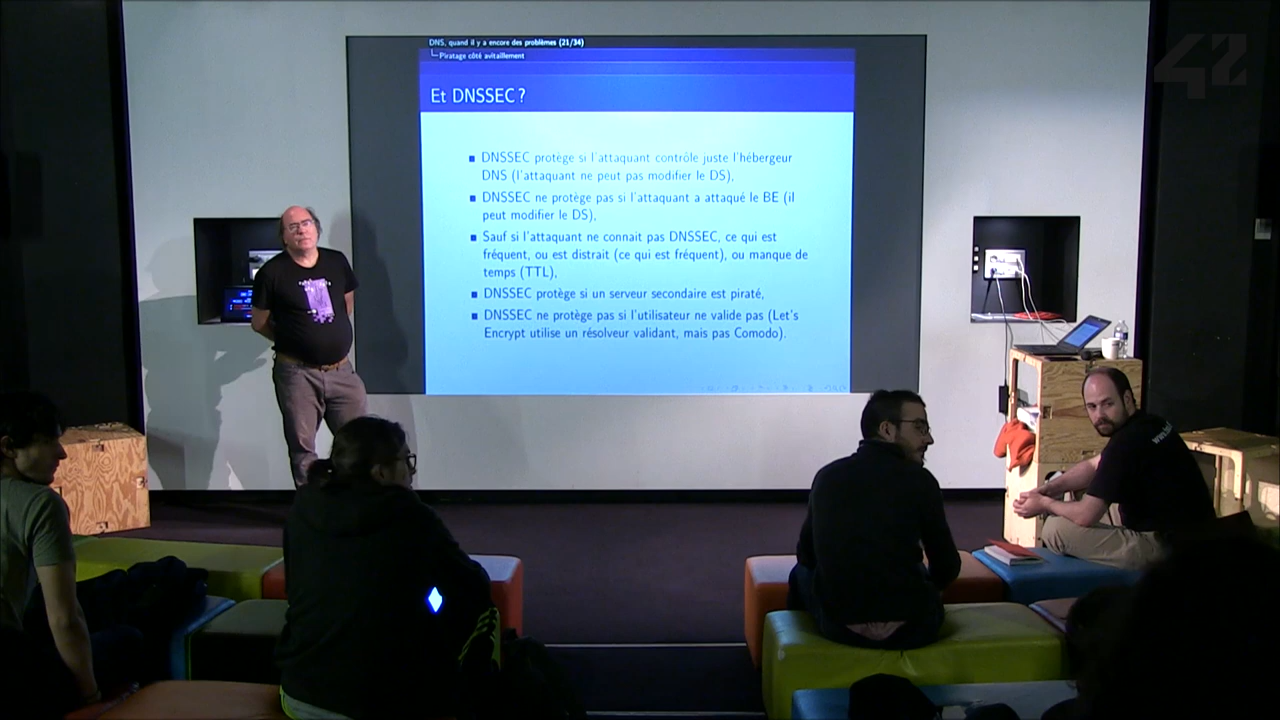 42
DNS, quand il y a encore des problèmes (21/34)
Piratage côté avitaillement
Et DNSSEC ?
DNSSEC protège si l'attaquant contrôle juste l'hébergeur
DNS (l'attaquant ne peut pas modifier le DS),
DNSSEC ne protège pas si l'attaquant a attaqué le BE (il
peut modifier le DS),
Sauf si l'attaquant ne connait pas DNSSEC, ce qui est
fréquent, ou est distrait (ce qui est fréquent), ou manque de
temps (TTL),
DNSSEC protège si un serveur secondaire est piraté,
DNSSEC ne protège pas si l'utilisateur ne valide pas (Let's
Encrypt utilise un résolveur validant, mais pas Comodo).